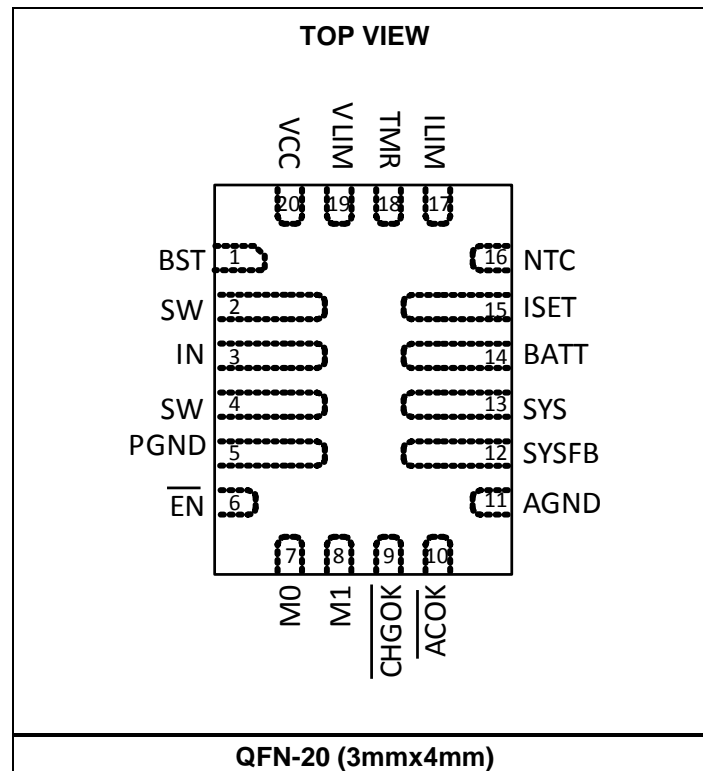 TOP VIEW
VCC
VLIM
TMR
ILIM
20
19
18
17
BST
1
16
NTC
SW
2
15
ISET
IN
3
14
BATT
SW
4
13
SYS
PGND
5
12
SYSFB
EN
6
11
AGND
7
8
9
10
M0
M1
CHGOK
ACOK
QFN-20 (3mmx4mm)